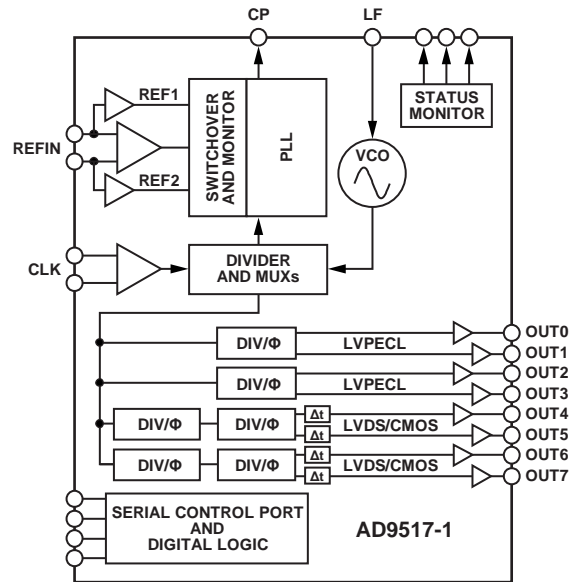 CP
LF
REF1
REFIN
REF2
SWITCHOVER
AND MONITOR
PLL
STATUS
MONITOR
VCO
CLK
DIVIDER
AND MUXs
DIV/Φ
LVPECL
OUT0
OUT1
DIV/Φ
LVPECL
OUT2
OUT3
DIV/Φ
DIV/Φ
Δt
Δt
LVDS/CMOS
OUT4
OUT5
DIV/Φ
DIV/Φ
Δt
Δt
LVDS/CMOS
OUT6
OUT7
SERIAL CONTROL PORT
AND
DIGITAL LOGIC
AD9517-1